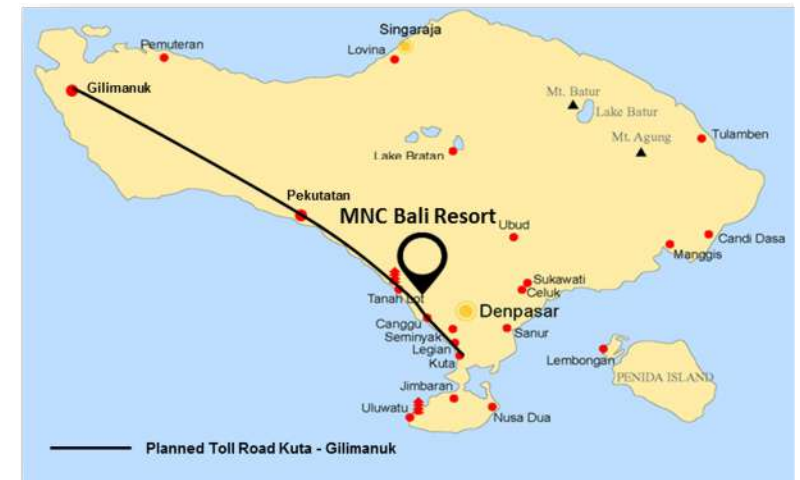 Singaraja
Pemuteran
Lovina
Gilimanuk
Mt. Batur
Lake Batur
Mt. Agung
Tulamben
Lake Bratan
Pekutatan
MNC Bali Resort
Ubud
Candi Dasa
Manggis
Sukawati
Celuk
Tanah Lot
Denpasar
Canggu
Sanur
Seminyak
Legian
Kuta
Lembongan
PENIDA ISLAND
Jimbaran
Uluwatu
Nusa Dua
Planned Toll Road Kuta - Gilimanuk